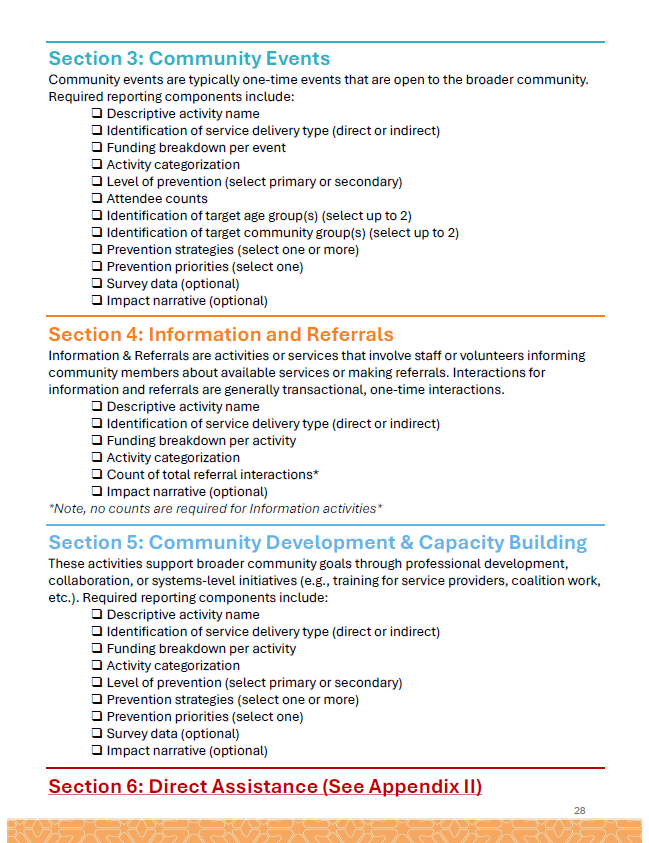 Section 3: Community Events
Community events are typically one-time events that are open to the broader community.
Required reporting components include:
❑ Descriptive activity name
❑ Identification of service delivery type (direct or indirect)
❑ Funding breakdown per event
❑ Activity categorization
❑ Level of prevention (select primary or secondary)
❑ Attendee counts
❑ Identification of target age group(s) (select up to 2)
❑ Identification of target community group(s) (select up to 2)
❑ Prevention strategies (select one or more)
❑ Prevention priorities (select one)
❑ Survey data (optional)
❑ Impact narrative (optional)
Section 4: Information and Referrals
Information & Referrals are activities or services that involve staff or volunteers informing
community members about available services or making referrals. Interactions for
information and referrals are generally transactional, one-time interactions.
❑ Descriptive activity name
❑ Identification of service delivery type (direct or indirect)
❑ Funding breakdown per activity
❑ Activity categorization
❑ Count of total referral interactions*
❑ Impact narrative (optional)
*Note, no counts are required for Information activities*
Section 5: Community Development & Capacity Building
These activities support broader community goals through professional development,
collaboration, or systems-level initiatives (e.g., training for service providers, coalition work,
etc.). Required reporting components include:
❑ Descriptive activity name
❑ Identification of service delivery type (direct or indirect)
❑ Funding breakdown per activity
❑ Activity categorization
❑ Level of prevention (select primary or secondary)
❑ Prevention strategies (select one or more)
❑ Prevention priorities (select one)
❑ Survey data (optional)
❑ Impact narrative (optional)
Section 6: Direct Assistance (See Appendix II)
28